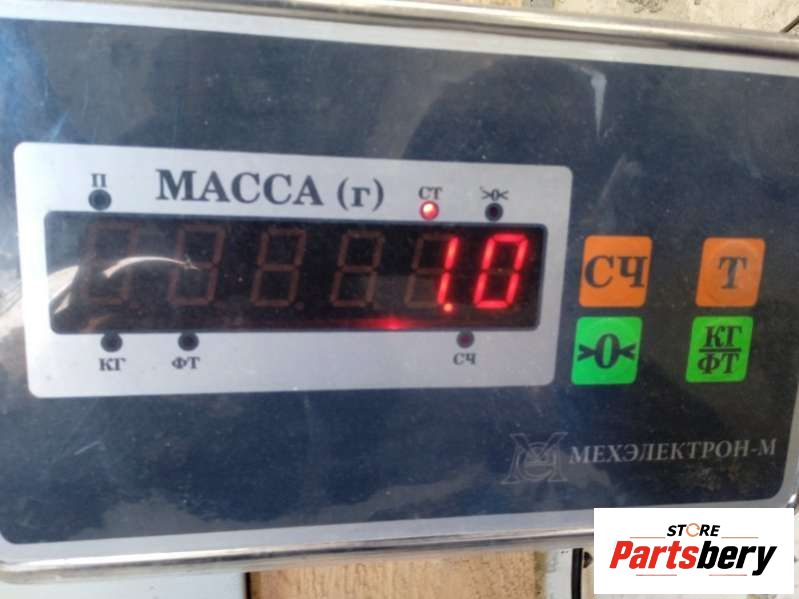 П МАССА (г) СТ >0<
1.0
КГ ФТ СЧ
СЧ Т
>0< КГ/ФТ
МЕХЭЛЕКТРОН-М
STORE
Partsbery